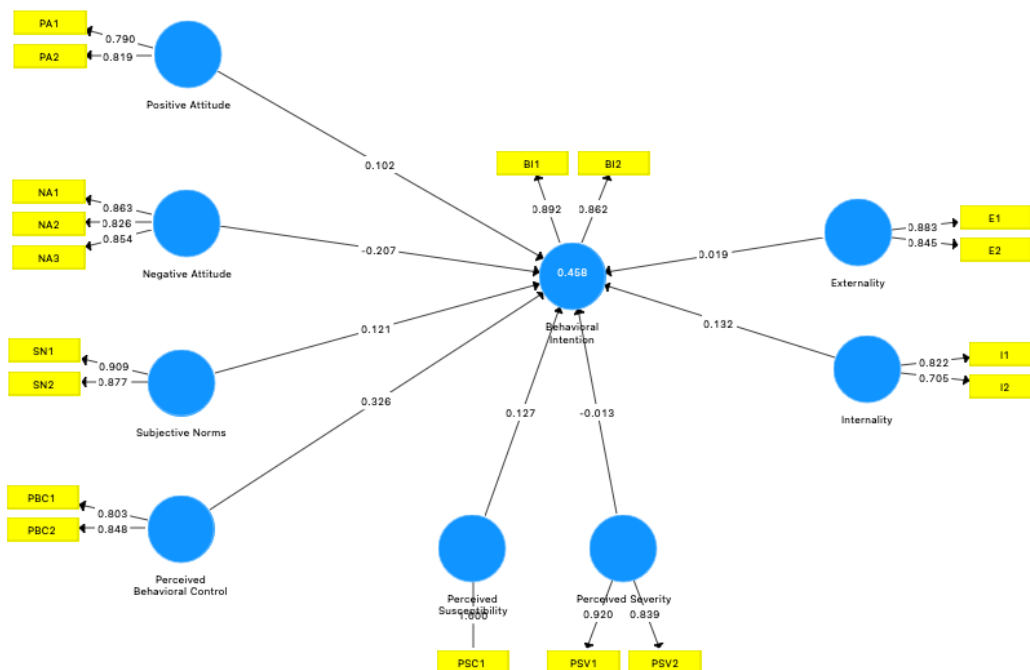 PA1
0.790
PA2
0.819
Positive Attitude
0.102
BI1
BI2
0.892
0.862
NA1
0.863
NA2
0.826
NA3
0.854
Negative Attitude
-0.207
0.458
Behavioral
Intention
0.019
E1
0.883
E2
0.845
Externality
0.121
0.132
SN1
0.909
SN2
0.877
Subjective Norms
I1
0.822
I2
0.705
Internality
0.326
0.127
-0.013
PBC1
0.803
PBC2
0.848
Perceived
Behavioral Control
Perceived
Susceptibility
1.000
PSC1
Perceived Severity
0.920
0.839
PSV1
PSV2